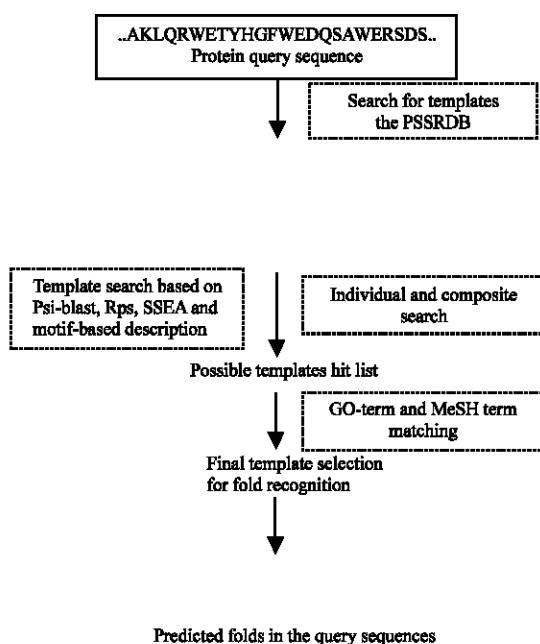 ..AKLQRWETYHGFWEDQSAWERSDS..
Protein query sequence
Search for templates
the PSSRDB
Template search based on
Psi-blast, Rps, SSEA and
motif-based description
Individual and composite
search
Possible templates hit list
GO-term and MeSH term
matching
Final template selection
for fold recognition
Predicted folds in the query sequences